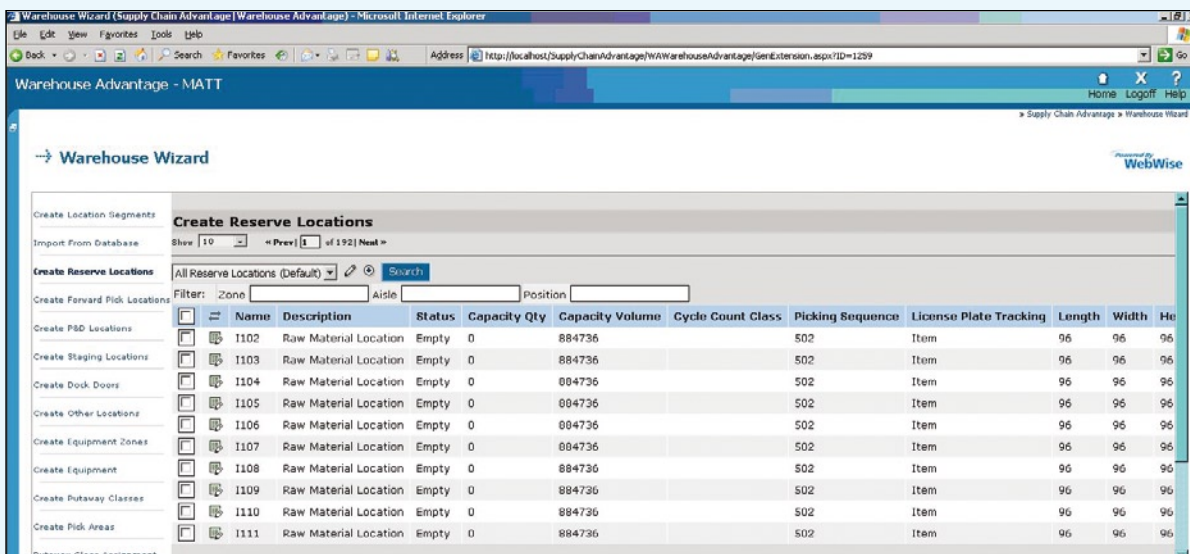 Warehouse Wizard (Supply Chain Advantage|Warehouse Advantage) - Microsoft Internet Explorer
File Edit View Favorites Tools Help
Back Search Favorites Address http://localhost/SupplyChainAdvantage/WAWarehouseAdvantage/GenExtension.aspx?ID=1259 Go
Warehouse Advantage - MATT
Home Logoff Help
» Supply Chain Advantage » Warehouse Wizard
Warehouse Wizard
Powered By
WebWise
Create Location Segments
Import From Database
Create Reserve Locations
Create Forward Pick Locations
Create P&D Locations
Create Staging Locations
Create Dock Doors
Create Other Locations
Create Equipment Zones
Create Equipment
Create Putaway Classes
Create Pick Areas
Putaway Class Assignment
Create Reserve Locations
Show 10 « Prev| 1 of 192| Next »
All Reserve Locations (Default) Search
Filter: Zone Aisle Position
Name Description Status Capacity Qty Capacity Volume Cycle Count Class Picking Sequence License Plate Tracking Length Width He
I102 Raw Material Location Empty 0 884736 502 Item 96 96 96
I103 Raw Material Location Empty 0 884736 502 Item 96 96 96
I104 Raw Material Location Empty 0 884736 502 Item 96 96 96
I105 Raw Material Location Empty 0 884736 502 Item 96 96 96
I106 Raw Material Location Empty 0 884736 502 Item 96 96 96
I107 Raw Material Location Empty 0 884736 502 Item 96 96 96
I108 Raw Material Location Empty 0 884736 502 Item 96 96 96
I109 Raw Material Location Empty 0 884736 502 Item 96 96 96
I110 Raw Material Location Empty 0 884736 502 Item 96 96 96
I111 Raw Material Location Empty 0 884736 502 Item 96 96 96